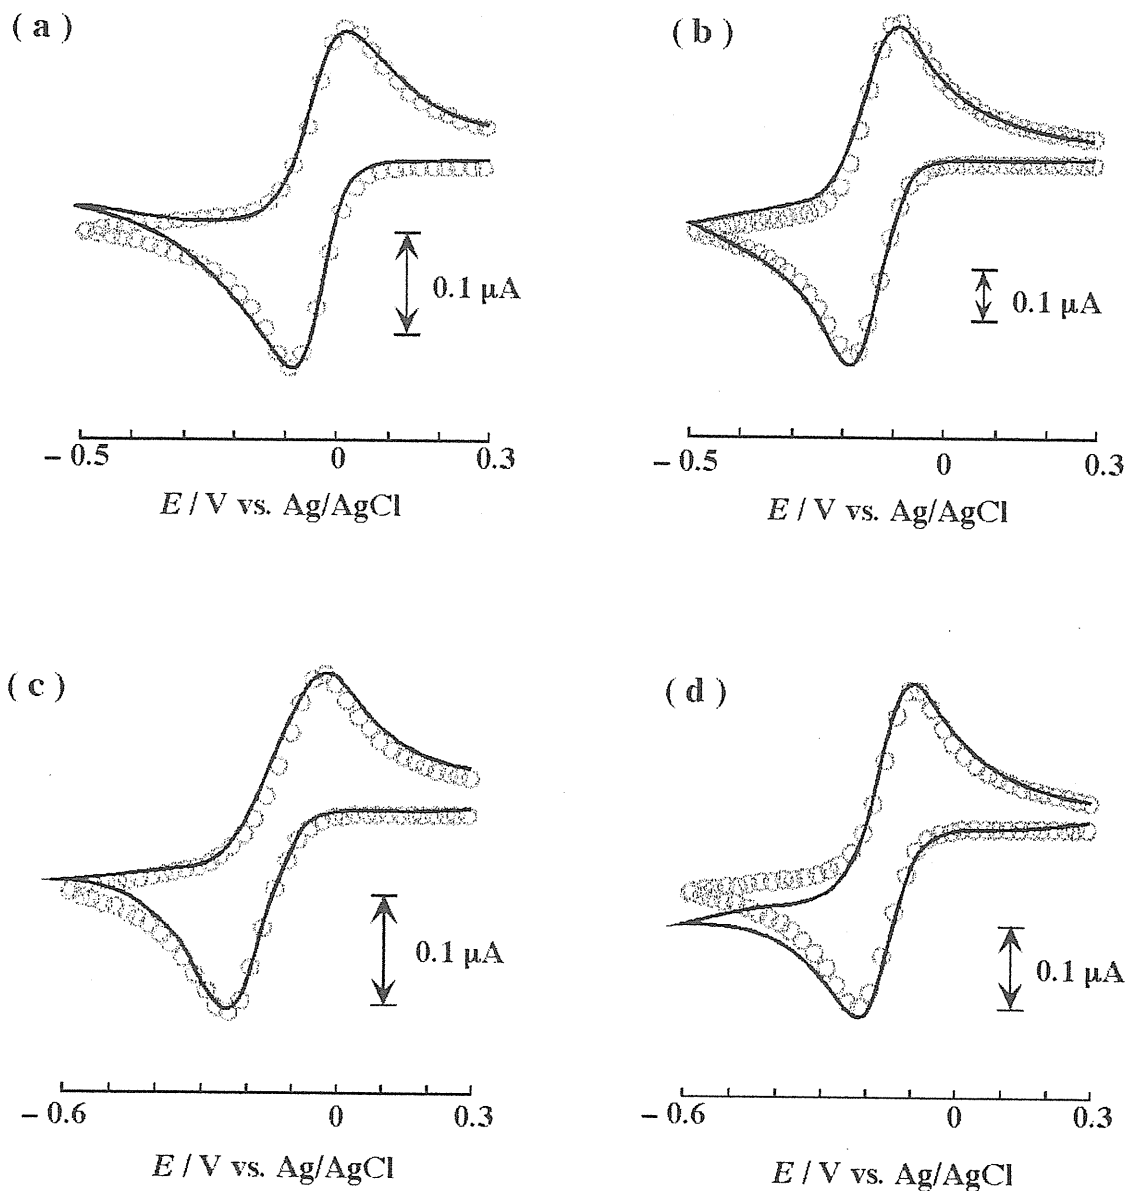 ( a )
( b )
0.1 μA
0.1 μA
– 0.5
0
0.3
– 0.5
0
0.3
E / V vs. Ag/AgCl
E / V vs. Ag/AgCl
( c )
( d )
0.1 μA
0.1 μA
– 0.6
0
0.3
– 0.6
0
0.3
E / V vs. Ag/AgCl
E / V vs. Ag/AgCl